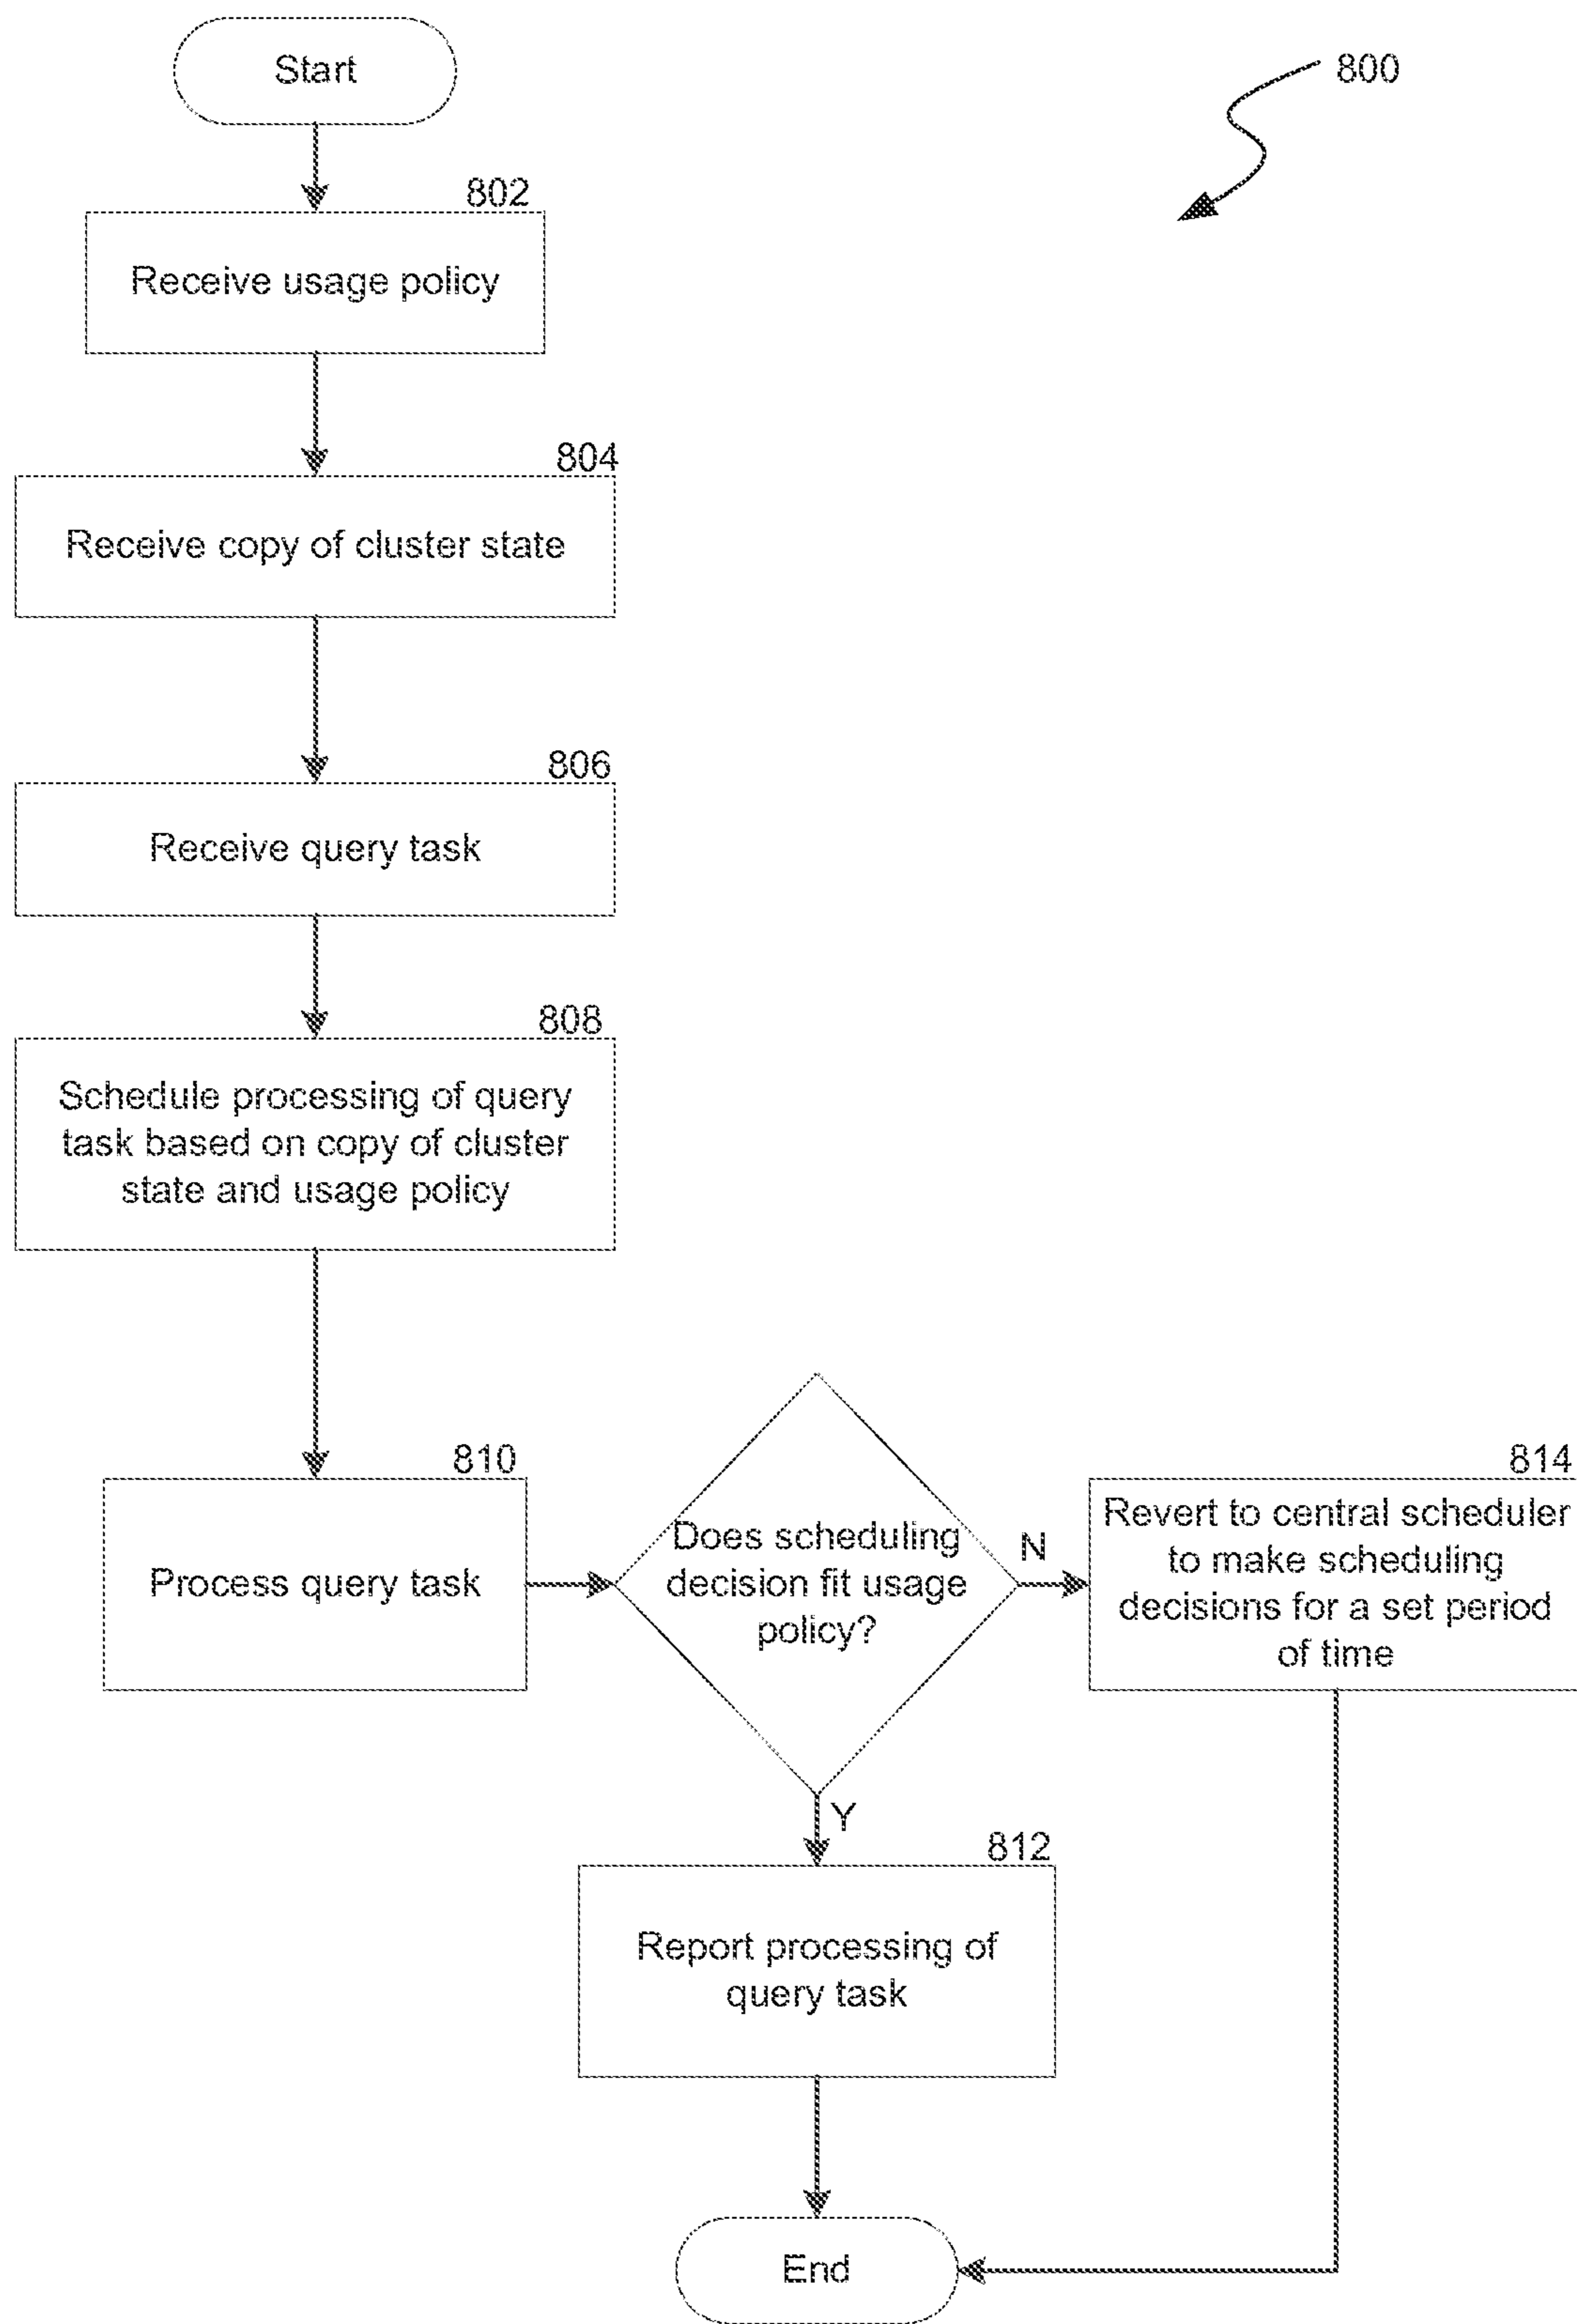 Start
800
802
Receive usage policy
804
Receive copy of cluster state
806
Receive query task
808
Schedule processing of query
task based on copy of cluster
state and usage policy
810
Process query task
Does scheduling
decision fit usage
policy?
N
814
Revert to central scheduler
to make scheduling
decisions for a set period
of time
Y
812
Report processing of
query task
End